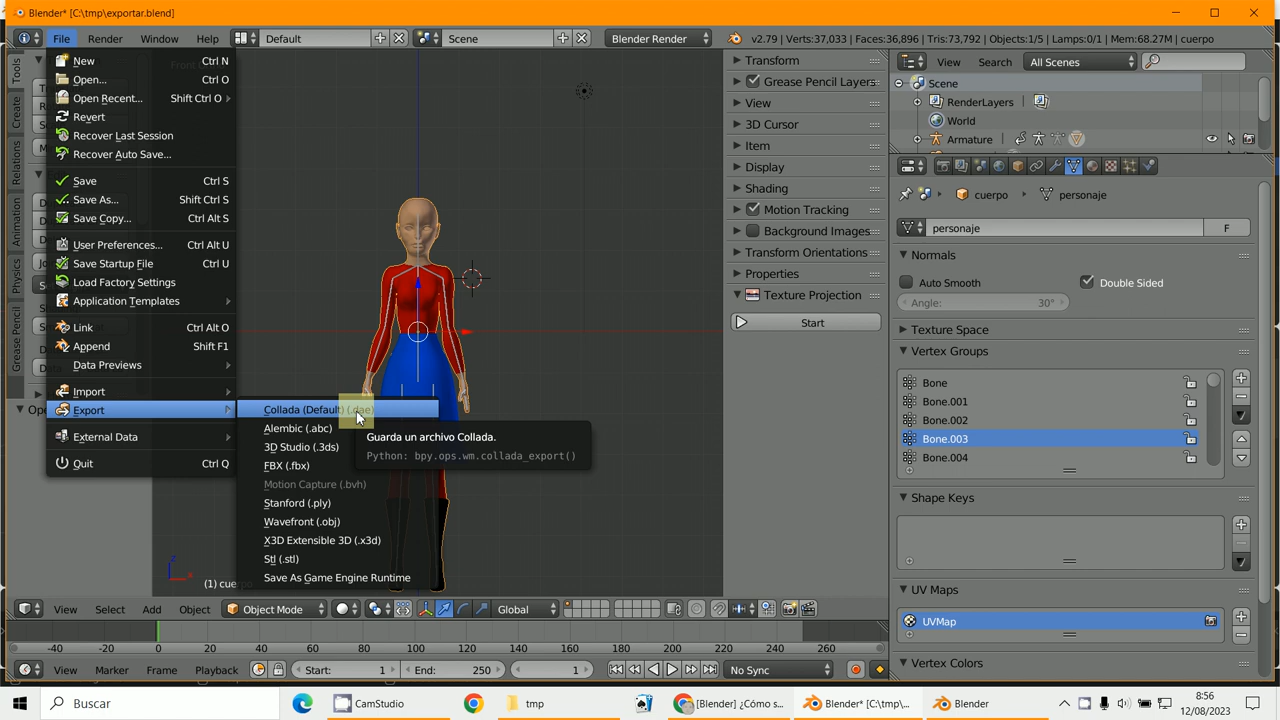 Blender* [C:\tmp\exportar.blend]
File Render Window Help Default Scene Blender Render v2.79 | Verts:37,033 | Faces:36,896 | Tris:73,792 | Objects:1/5 | Lamps:0/1 | Mem:68.27M | cuerpo
New Ctrl N
Open... Ctrl O
Open Recent... Shift Ctrl O
Revert
Recover Last Session
Recover Auto Save...
Save Ctrl S
Save As... Shift Ctrl S
Save Copy... Ctrl Alt S
User Preferences... Ctrl Alt U
Save Startup File Ctrl U
Load Factory Settings
Application Templates
Link Ctrl Alt O
Append Shift F1
Data Previews
Import
Export
External Data
Quit Ctrl Q
Tools
Create
Relations
Animation
Physics
Grease Pencil
Collada (Default) (.dae)
Alembic (.abc)
3D Studio (.3ds)
FBX (.fbx)
Motion Capture (.bvh)
Stanford (.ply)
Wavefront (.obj)
X3D Extensible 3D (.x3d)
Stl (.stl)
Save As Game Engine Runtime
Guarda un archivo Collada.
Python: bpy.ops.wm.collada_export()
(1) cuerpo
Transform
Grease Pencil Layers
View
3D Cursor
Item
Display
Shading
Motion Tracking
Background Images
Transform Orientations
Properties
Texture Projection
Start
View Search All Scenes
Scene
RenderLayers
World
Armature
cuerpo personaje
personaje F
Normals
Auto Smooth Double Sided
Angle: 30°
Texture Space
Vertex Groups
Bone
Bone.001
Bone.002
Bone.003
Bone.004
Shape Keys
UV Maps
UVMap
Vertex Colors
View Select Add Object Object Mode Global
-40 -20 0 20 40 60 80 100 120 140 160 180 200 220 240 260
View Marker Frame Playback Start: 1 End: 250 1 No Sync
Buscar CamStudio tmp [Blender] ¿Cómo s... Blender* [C:\tmp\... Blender
8:56
12/08/2023